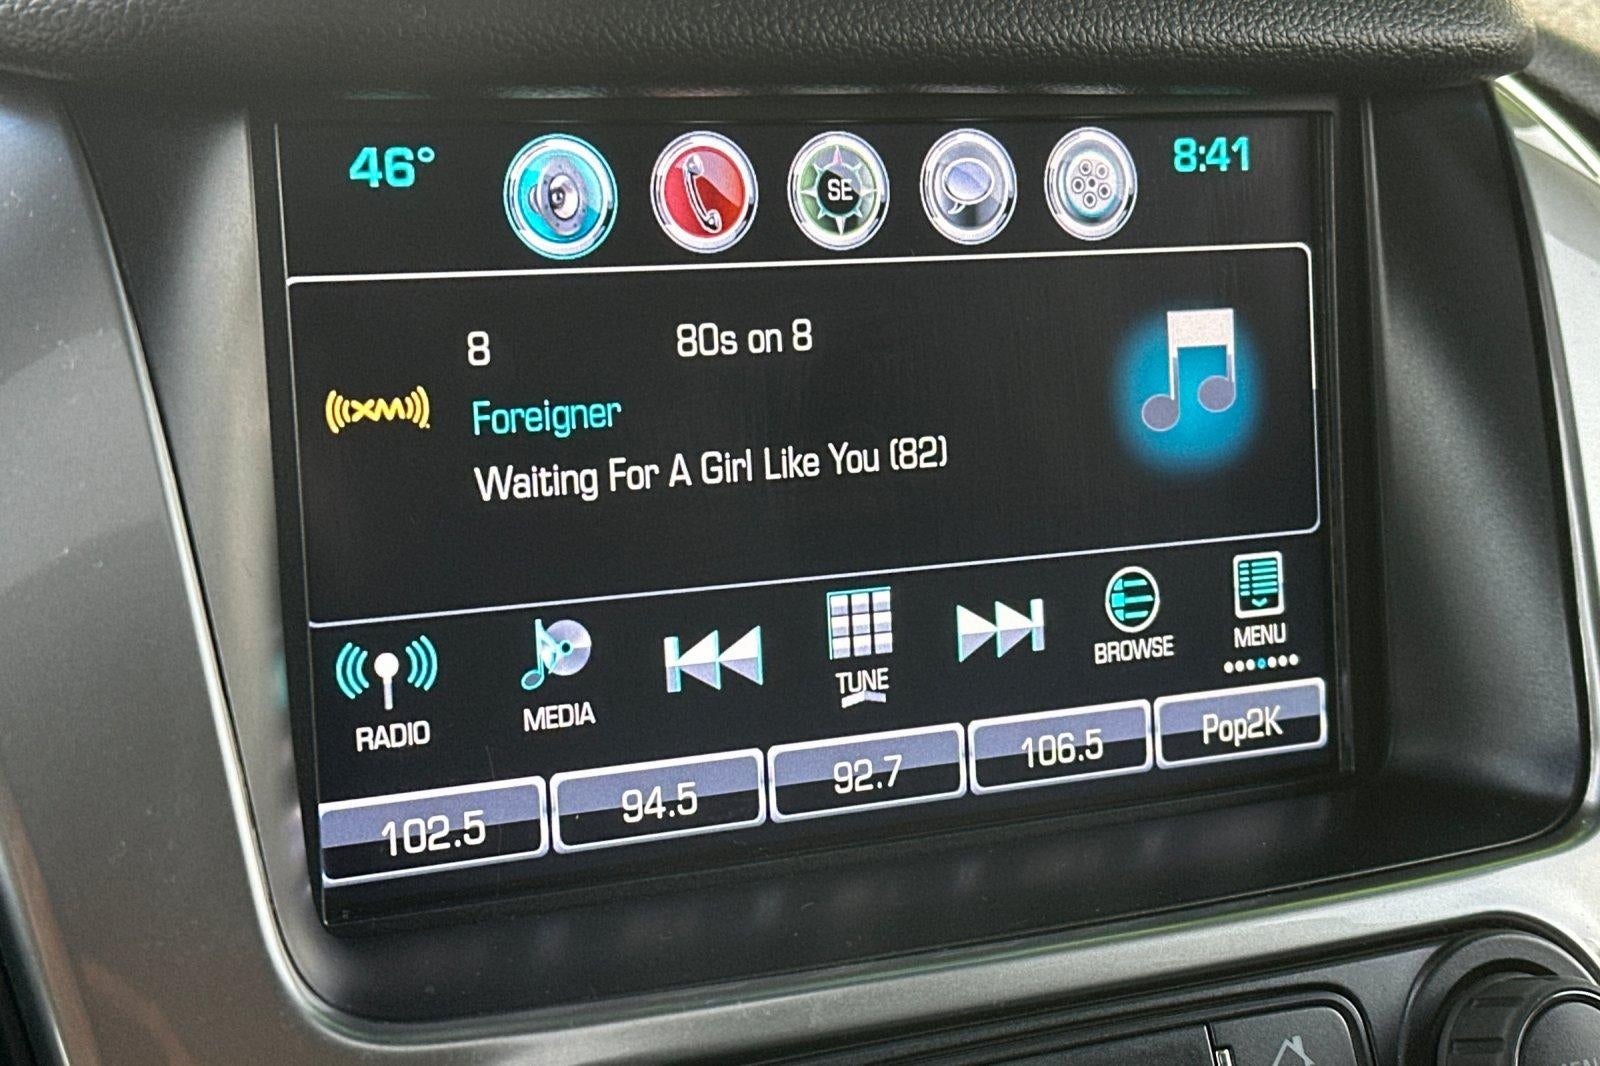 46°
SE
8:41
8 80s on 8
((XM))
Foreigner
Waiting For A Girl Like You (82)
RADIO
MEDIA
TUNE
BROWSE
MENU
102.5
94.5
92.7
106.5
Pop2K